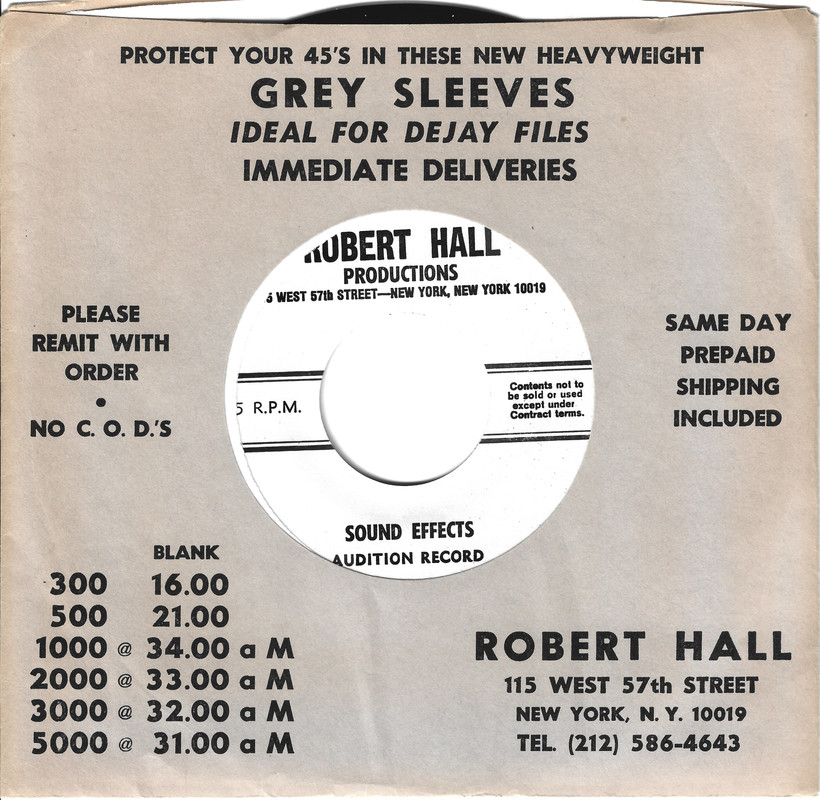 PROTECT YOUR 45'S IN THESE NEW HEAVYWEIGHT
GREY SLEEVES
IDEAL FOR DEJAY FILES
IMMEDIATE DELIVERIES
ROBERT HALL
PRODUCTIONS
5 WEST 57th STREET—NEW YORK, NEW YORK 10019
5 R.P.M.
Contents not to
be sold or used
except under
Contract terms.
SOUND EFFECTS
AUDITION RECORD
PLEASE
REMIT WITH
ORDER
•
NO C. O. D.'S
SAME DAY
PREPAID
SHIPPING
INCLUDED
BLANK
300 16.00
500 21.00
1000 @ 34.00 a M
2000 @ 33.00 a M
3000 @ 32.00 a M
5000 @ 31.00 a M
ROBERT HALL
115 WEST 57th STREET
NEW YORK, N. Y. 10019
TEL. (212) 586-4643